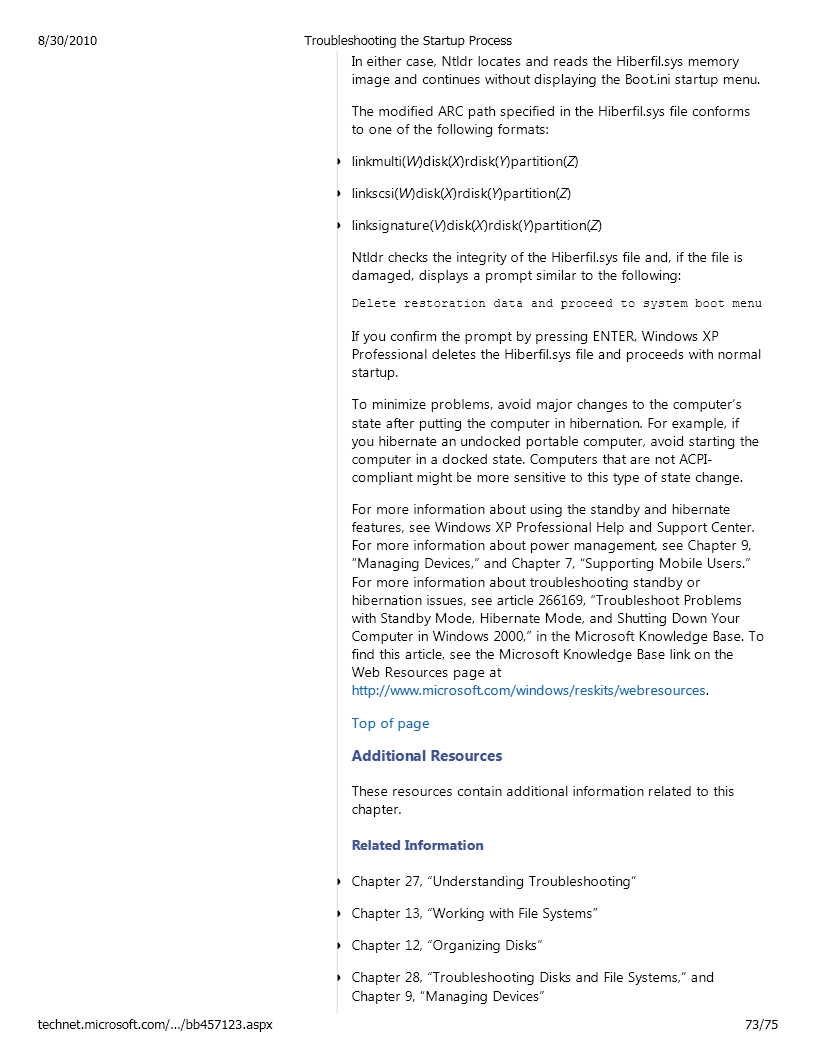 8/30/2010 Troubleshooting the Startup Process
In either case, Ntldr locates and reads the Hiberfil.sys memory
image and continues without displaying the Boot.ini startup menu.
The modified ARC path specified in the Hiberfil.sys file conforms
to one of the following formats:
linkmulti(W)disk(X)rdisk(Y)partition(Z)
linkscsi(W)disk(X)rdisk(Y)partition(Z)
linksignature(V)disk(X)rdisk(Y)partition(Z)
Ntldr checks the integrity of the Hiberfil.sys file and, if the file is
damaged, displays a prompt similar to the following:
Delete restoration data and proceed to system boot menu
If you confirm the prompt by pressing ENTER, Windows XP
Professional deletes the Hiberfil.sys file and proceeds with normal
startup.
To minimize problems, avoid major changes to the computer’s
state after putting the computer in hibernation. For example, if
you hibernate an undocked portable computer, avoid starting the
computer in a docked state. Computers that are not ACPI-
compliant might be more sensitive to this type of state change.
For more information about using the standby and hibernate
features, see Windows XP Professional Help and Support Center.
For more information about power management, see Chapter 9,
“Managing Devices,” and Chapter 7, “Supporting Mobile Users.”
For more information about troubleshooting standby or
hibernation issues, see article 266169, “Troubleshoot Problems
with Standby Mode, Hibernate Mode, and Shutting Down Your
Computer in Windows 2000,” in the Microsoft Knowledge Base. To
find this article, see the Microsoft Knowledge Base link on the
Web Resources page at
http://www.microsoft.com/windows/reskits/webresources.
Top of page
Additional Resources
These resources contain additional information related to this
chapter.
Related Information
Chapter 27, “Understanding Troubleshooting”
Chapter 13, “Working with File Systems”
Chapter 12, “Organizing Disks”
Chapter 28, “Troubleshooting Disks and File Systems,” and
Chapter 9, “Managing Devices”
technet.microsoft.com/.../bb457123.aspx 73/75